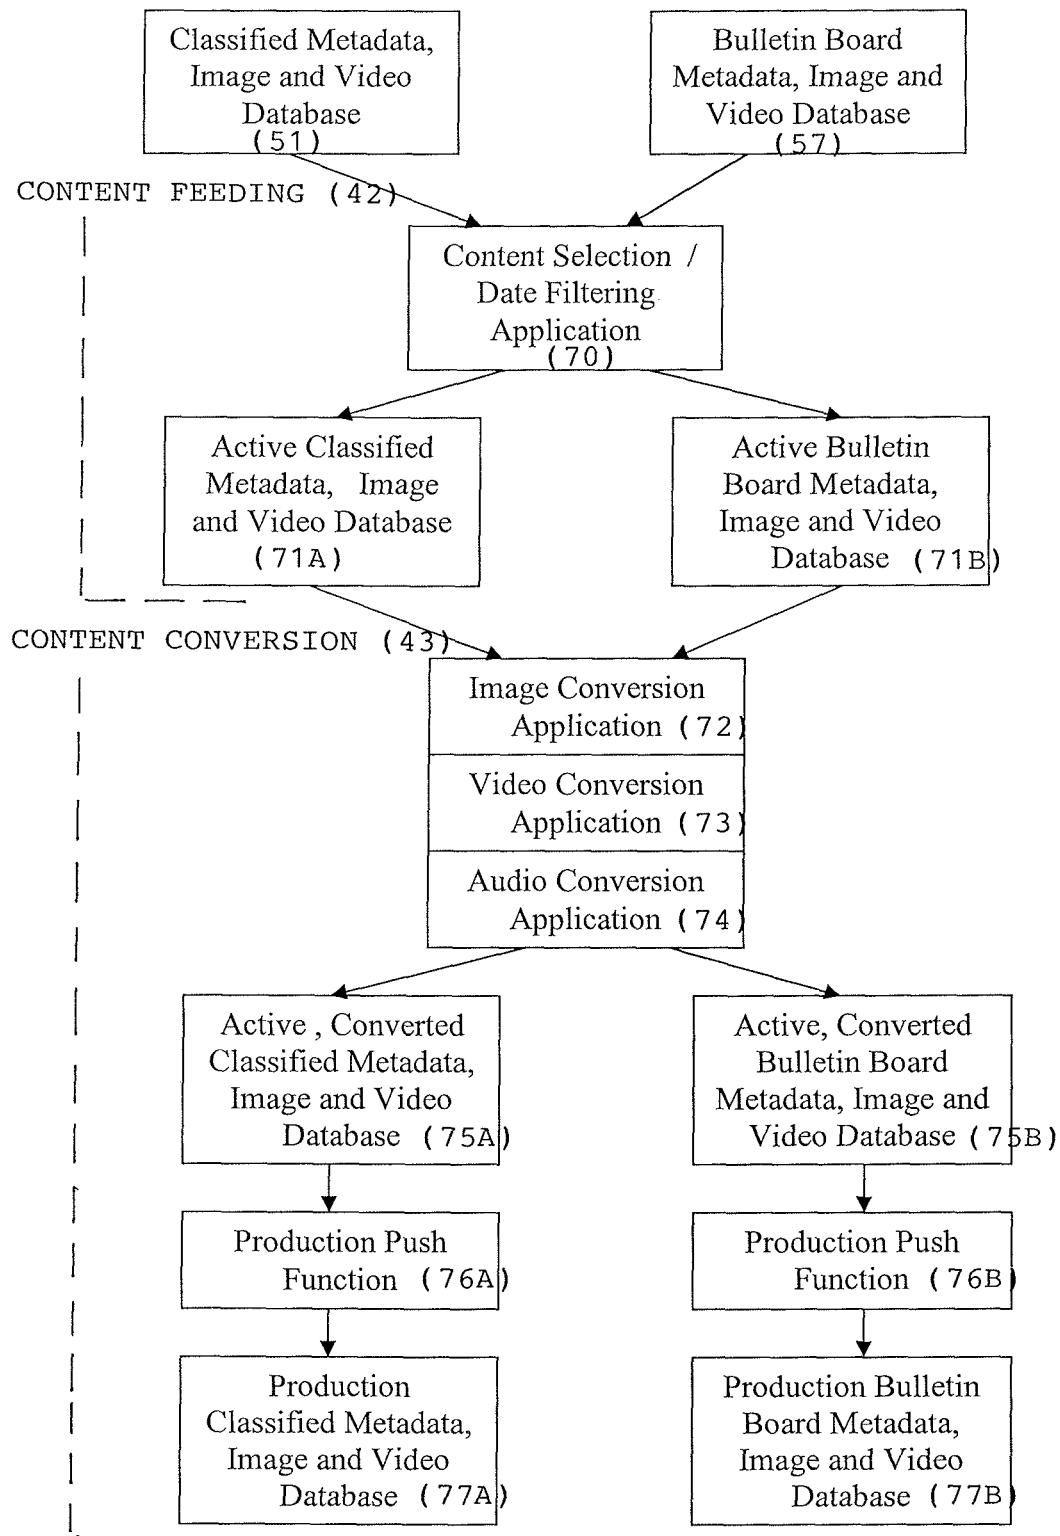 Classified Metadata,
Image and Video
Database
(51)
Bulletin Board
Metadata, Image and
Video Database
(57)
CONTENT FEEDING (42)
Content Selection /
Date Filtering
Application
(70)
Active Classified
Metadata, Image
and Video Database
(71A)
Active Bulletin
Board Metadata,
Image and Video
Database (71B)
CONTENT CONVERSION (43)
Image Conversion
Application (72)
Video Conversion
Application (73)
Audio Conversion
Application (74)
Active , Converted
Classified Metadata,
Image and Video
Database (75A)
Active, Converted
Bulletin Board
Metadata, Image and
Video Database (75B)
Production Push
Function (76A)
Production Push
Function (76B)
Production
Classified Metadata,
Image and Video
Database (77A)
Production Bulletin
Board Metadata,
Image and Video
Database (77B)